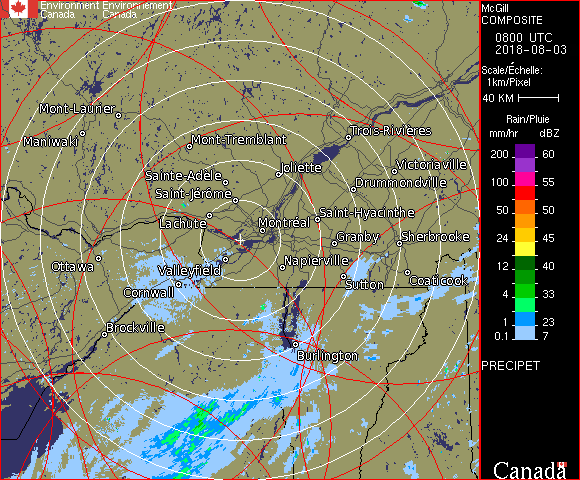 Environment Environnement
Canada Canada
McGill
COMPOSITE
0800 UTC
2018-08-03
Scale/Échelle:
1km/Pixel
40 KM
Rain/Pluie
mm/hr dBZ
200 60
100 55
50 50
24 45
12 40
4 33
1 23
0.1 7
PRECIPET
Canada
Mont-Laurier
Maniwaki
Mont-Tremblant
Trois-Rivières
Joliette
Victoriaville
Sainte-Adèle
Drummondville
Saint-Jérôme
Saint-Hyacinthe
Lachute
Montréal
Granby
Sherbrooke
Ottawa
Valleyfield
Napierville
Cornwall
Sutton
Coaticook
Brockville
Burlington